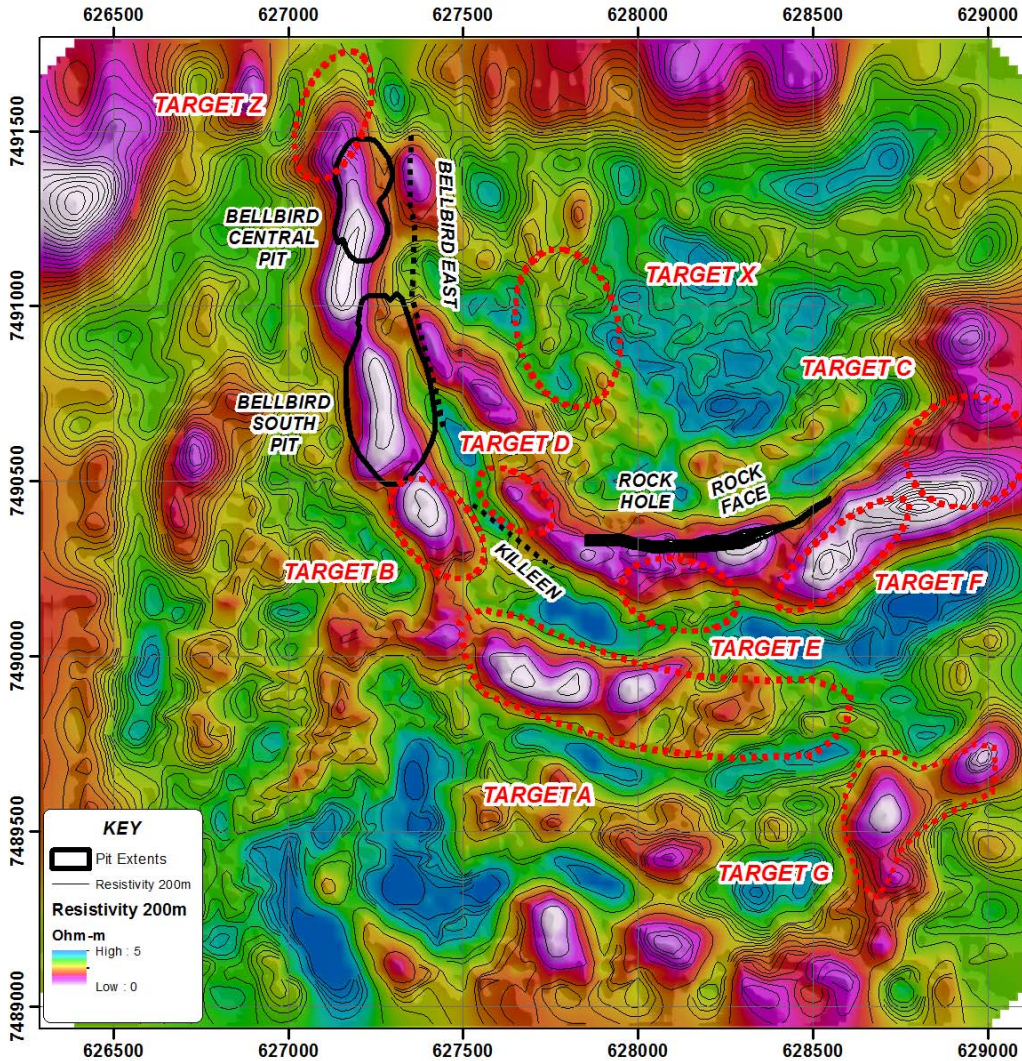 626500 627000 627500 628000 628500 629000
7491500
7491000
7490500
7490000
7489500
7489000
TARGET Z
BELLBIRD
CENTRAL
PIT
BELLBIRD EAST
TARGET X
TARGET C
BELLBIRD
SOUTH
PIT
TARGET D
ROCK
HOLE
ROCK
FACE
KILLEEN
TARGET B
TARGET F
TARGET E
TARGET A
TARGET G
KEY
Pit Extents
Resistivity 200m
Resistivity 200m
Ohm-m
High : 5
Low : 0
626500 627000 627500 628000 628500 629000